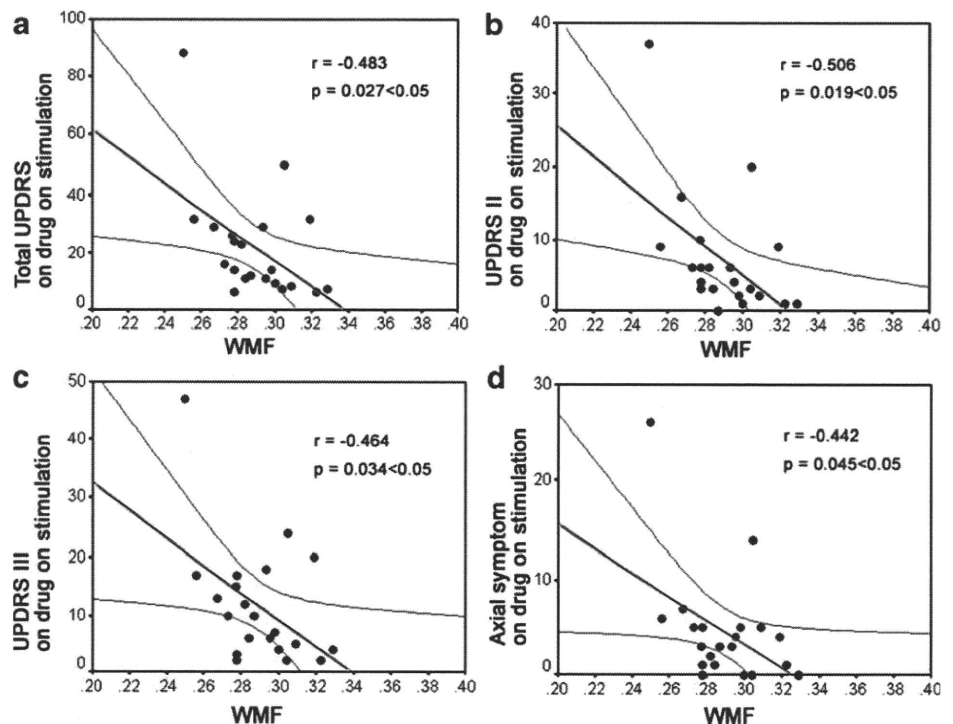 a
100
80
60
40
20
0
Total UPDRS
on drug on stimulation
r = -0.483
p = 0.027<0.05
.20 .22 .24 .26 .28 .30 .32 .34 .36 .38 .40
WMF
b
40
30
20
10
0
UPDRS II
on drug on stimulation
r = -0.506
p = 0.019<0.05
.20 .22 .24 .26 .28 .30 .32 .34 .36 .38 .40
WMF
c
50
40
30
20
10
0
UPDRS III
on drug on stimulation
r = -0.464
p = 0.034<0.05
.20 .22 .24 .26 .28 .30 .32 .34 .36 .38 .40
WMF
d
30
20
10
0
Axial symptom
on drug on stimulation
r = -0.442
p = 0.045<0.05
.20 .22 .24 .26 .28 .30 .32 .34 .36 .38 .40
WMF